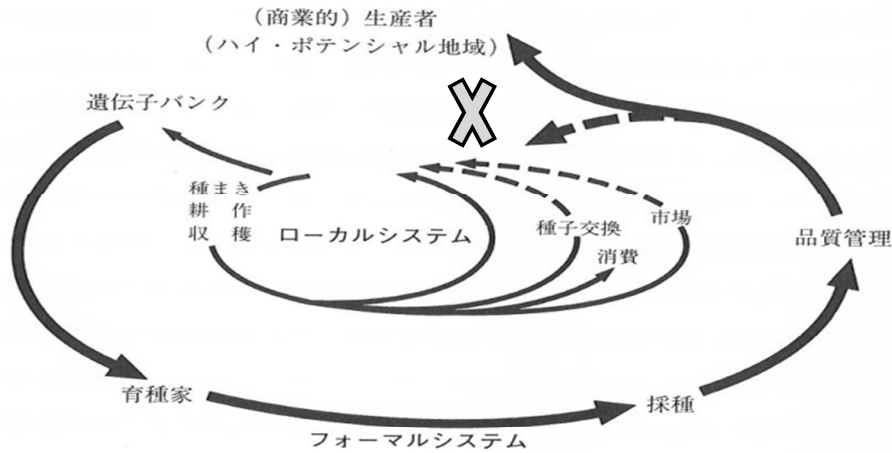 （商業的）生産者
（ハイ・ポテンシャル地域）
遺伝子バンク
X
種まき
耕　作
収　穫
ローカルシステム
種子交換
市場
消費
品質管理
育種家
採種
フォーマルシステム